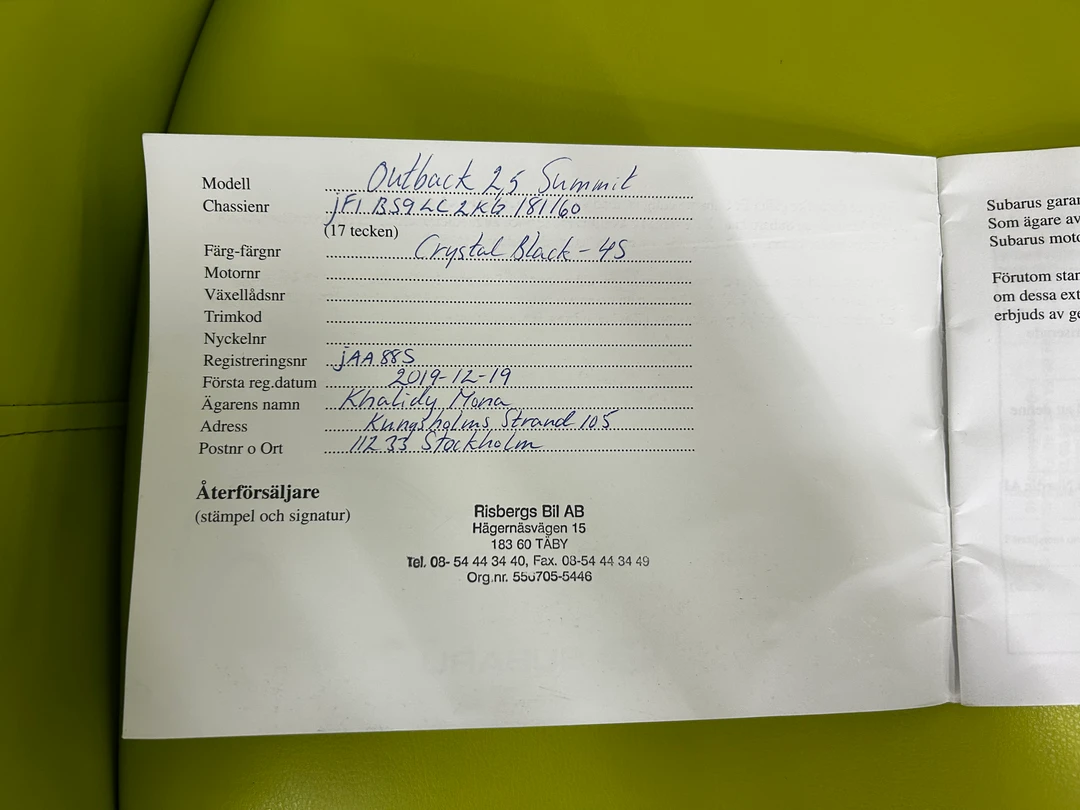 Modell Outback 2,5 Summit
Chassienr JF1BS9LC2KG181160
(17 tecken)
Färg-färgnr Crystal Black - 4S
Motornr
Växellådsnr
Trimkod
Nyckelnr
Registreringsnr JAA88S
Första reg.datum 2019-12-19
Ägarens namn Khalidy Mona
Adress Kungsholms Strand 105
Postnr o Ort 112 33 Stockholm
Återförsäljare
(stämpel och signatur)
Risbergs Bil AB
Hägernäsvägen 15
183 60 TÄBY
Tel. 08- 54 44 34 40, Fax. 08-54 44 34 49
Org.nr. 556705-5446
Subarus garan
Som ägare av
Subarus moto
Förutom stan
om dessa ext
erbjuds av ge